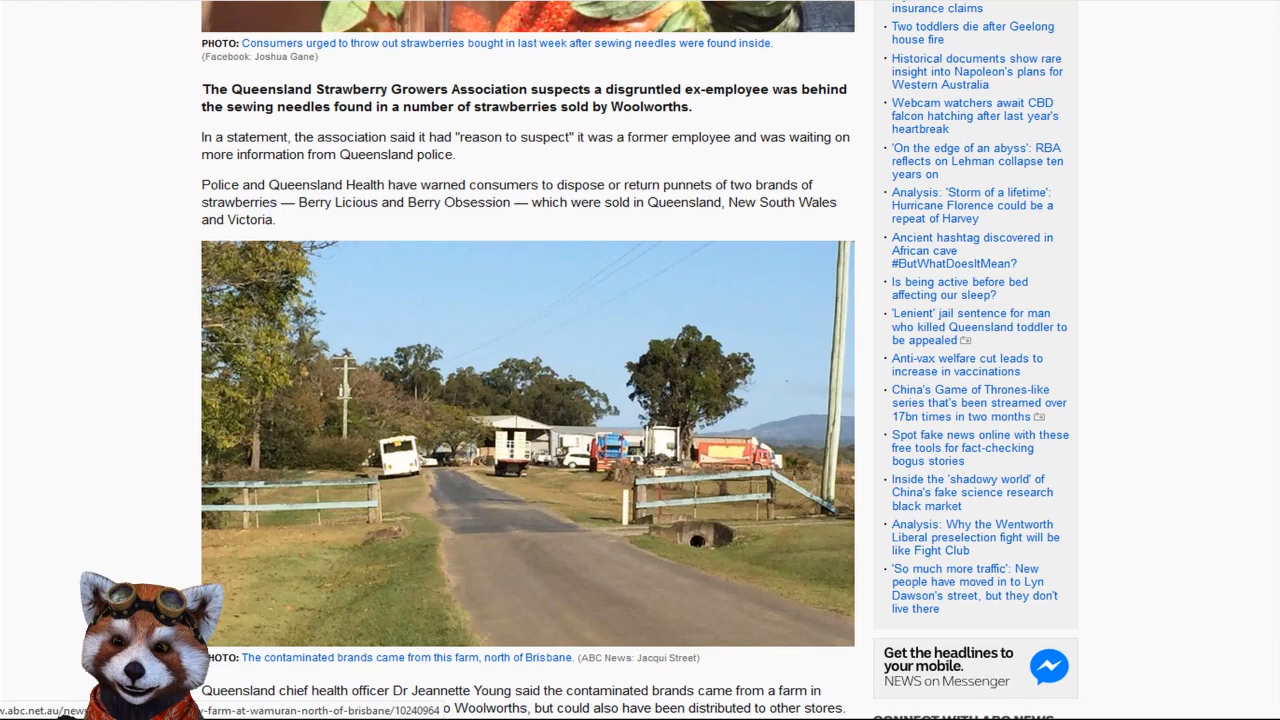 PHOTO: Consumers urged to throw out strawberries bought in last week after sewing needles were found inside.
(Facebook: Joshua Gane)
The Queensland Strawberry Growers Association suspects a disgruntled ex-employee was behind
the sewing needles found in a number of strawberries sold by Woolworths.
In a statement, the association said it had "reason to suspect" it was a former employee and was waiting on
more information from Queensland police.
Police and Queensland Health have warned consumers to dispose or return punnets of two brands of
strawberries — Berry Licious and Berry Obsession — which were sold in Queensland, New South Wales
and Victoria.
HOTO: The contaminated brands came from this farm, north of Brisbane. (ABC News: Jacqui Street)
Queensland chief health officer Dr Jeannette Young said the contaminated brands came from a farm in
o Woolworths, but could also have been distributed to other stores.
w.abc.net.au/new
y-farm-at-wamuran-north-of-brisbane/10240964
insurance claims
· Two toddlers die after Geelong
house fire
· Historical documents show rare
insight into Napoleon's plans for
Western Australia
· Webcam watchers await CBD
falcon hatching after last year's
heartbreak
· 'On the edge of an abyss': RBA
reflects on Lehman collapse ten
years on
· Analysis: 'Storm of a lifetime':
Hurricane Florence could be a
repeat of Harvey
· Ancient hashtag discovered in
African cave
#ButWhatDoesItMean?
· Is being active before bed
affecting our sleep?
· 'Lenient' jail sentence for man
who killed Queensland toddler to
be appealed
· Anti-vax welfare cut leads to
increase in vaccinations
· China's Game of Thrones-like
series that's been streamed over
17bn times in two months
· Spot fake news online with these
free tools for fact-checking
bogus stories
· Inside the 'shadowy world' of
China's fake science research
black market
· Analysis: Why the Wentworth
Liberal preselection fight will be
like Fight Club
· 'So much more traffic': New
people have moved in to Lyn
Dawson's street, but they don't
live there
Get the headlines to
your mobile.
NEWS on Messenger
CONNECT WITH ABC NEWS